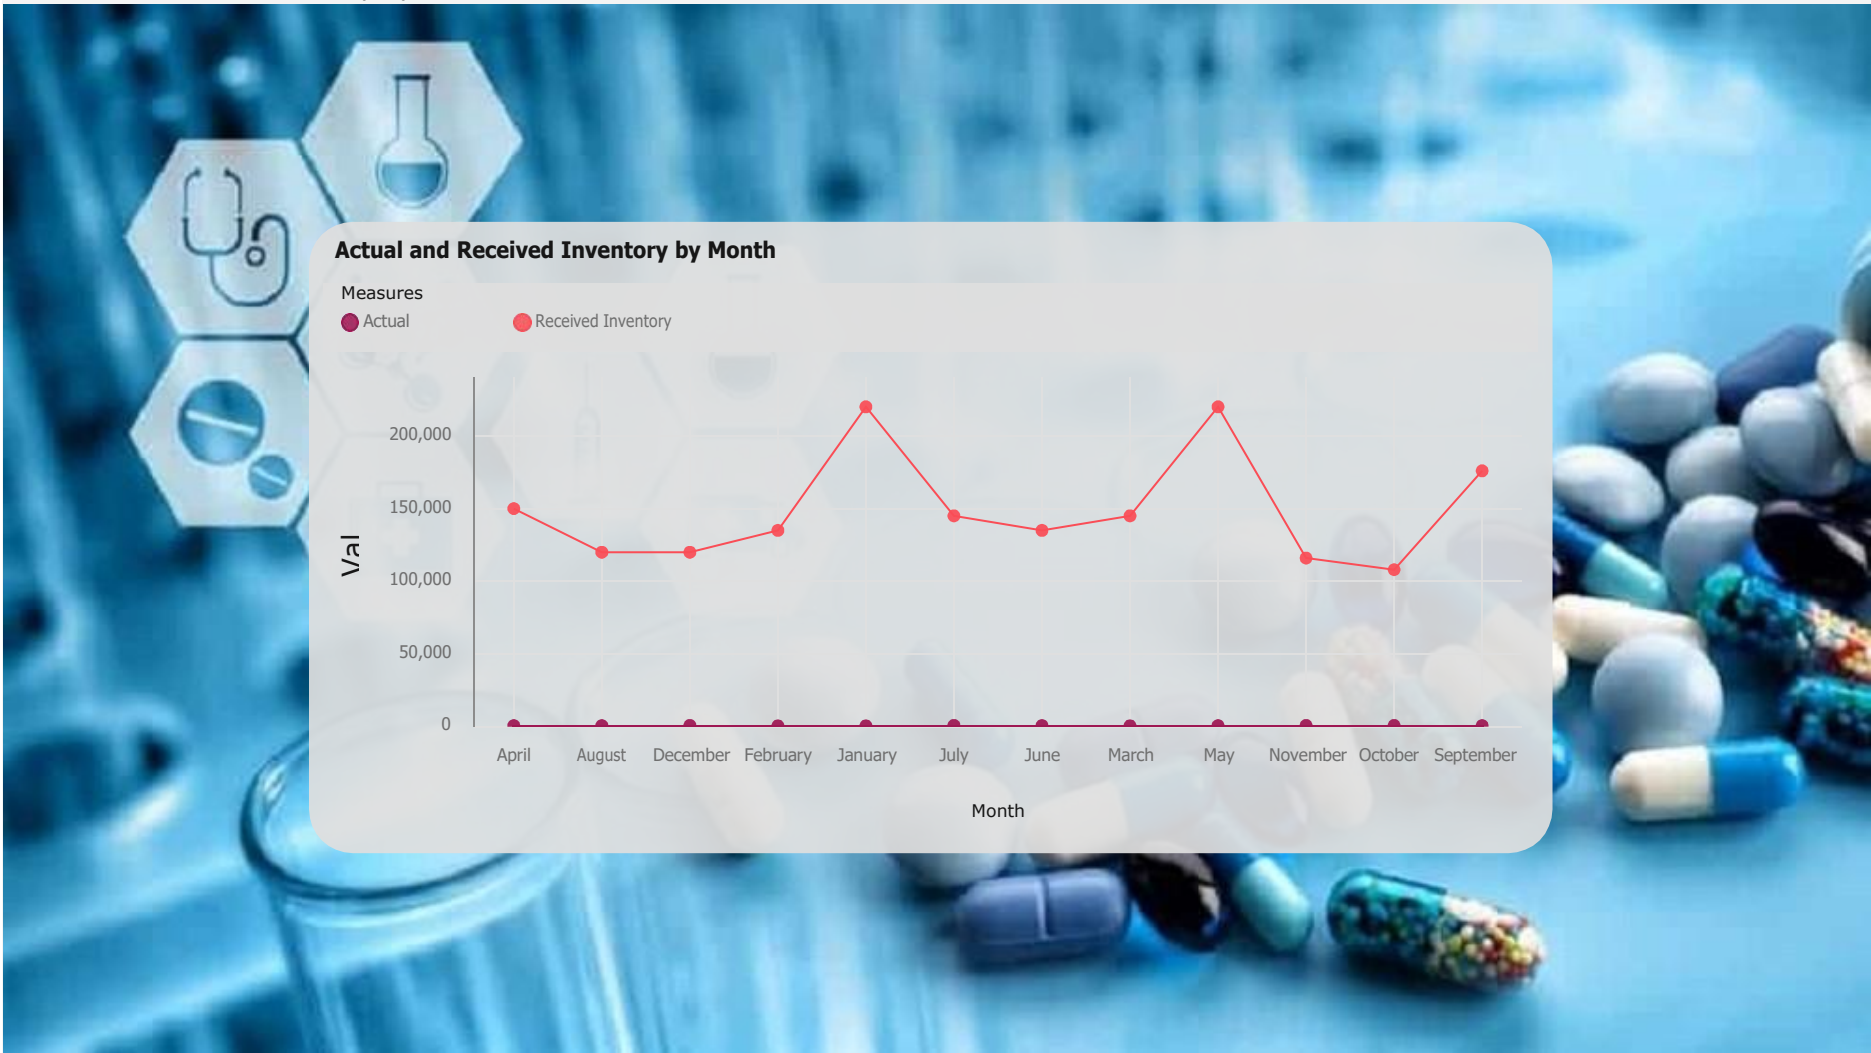 Actual and Received Inventory by Month
Measures
Actual Received Inventory
200,000
150,000
100,000
50,000
0
Val
April August December February January July June March May November October September
Month